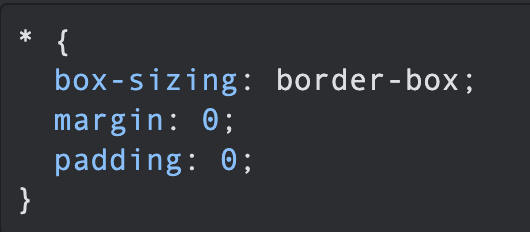 * {
  box-sizing: border-box;
  margin: 0;
  padding: 0;
}